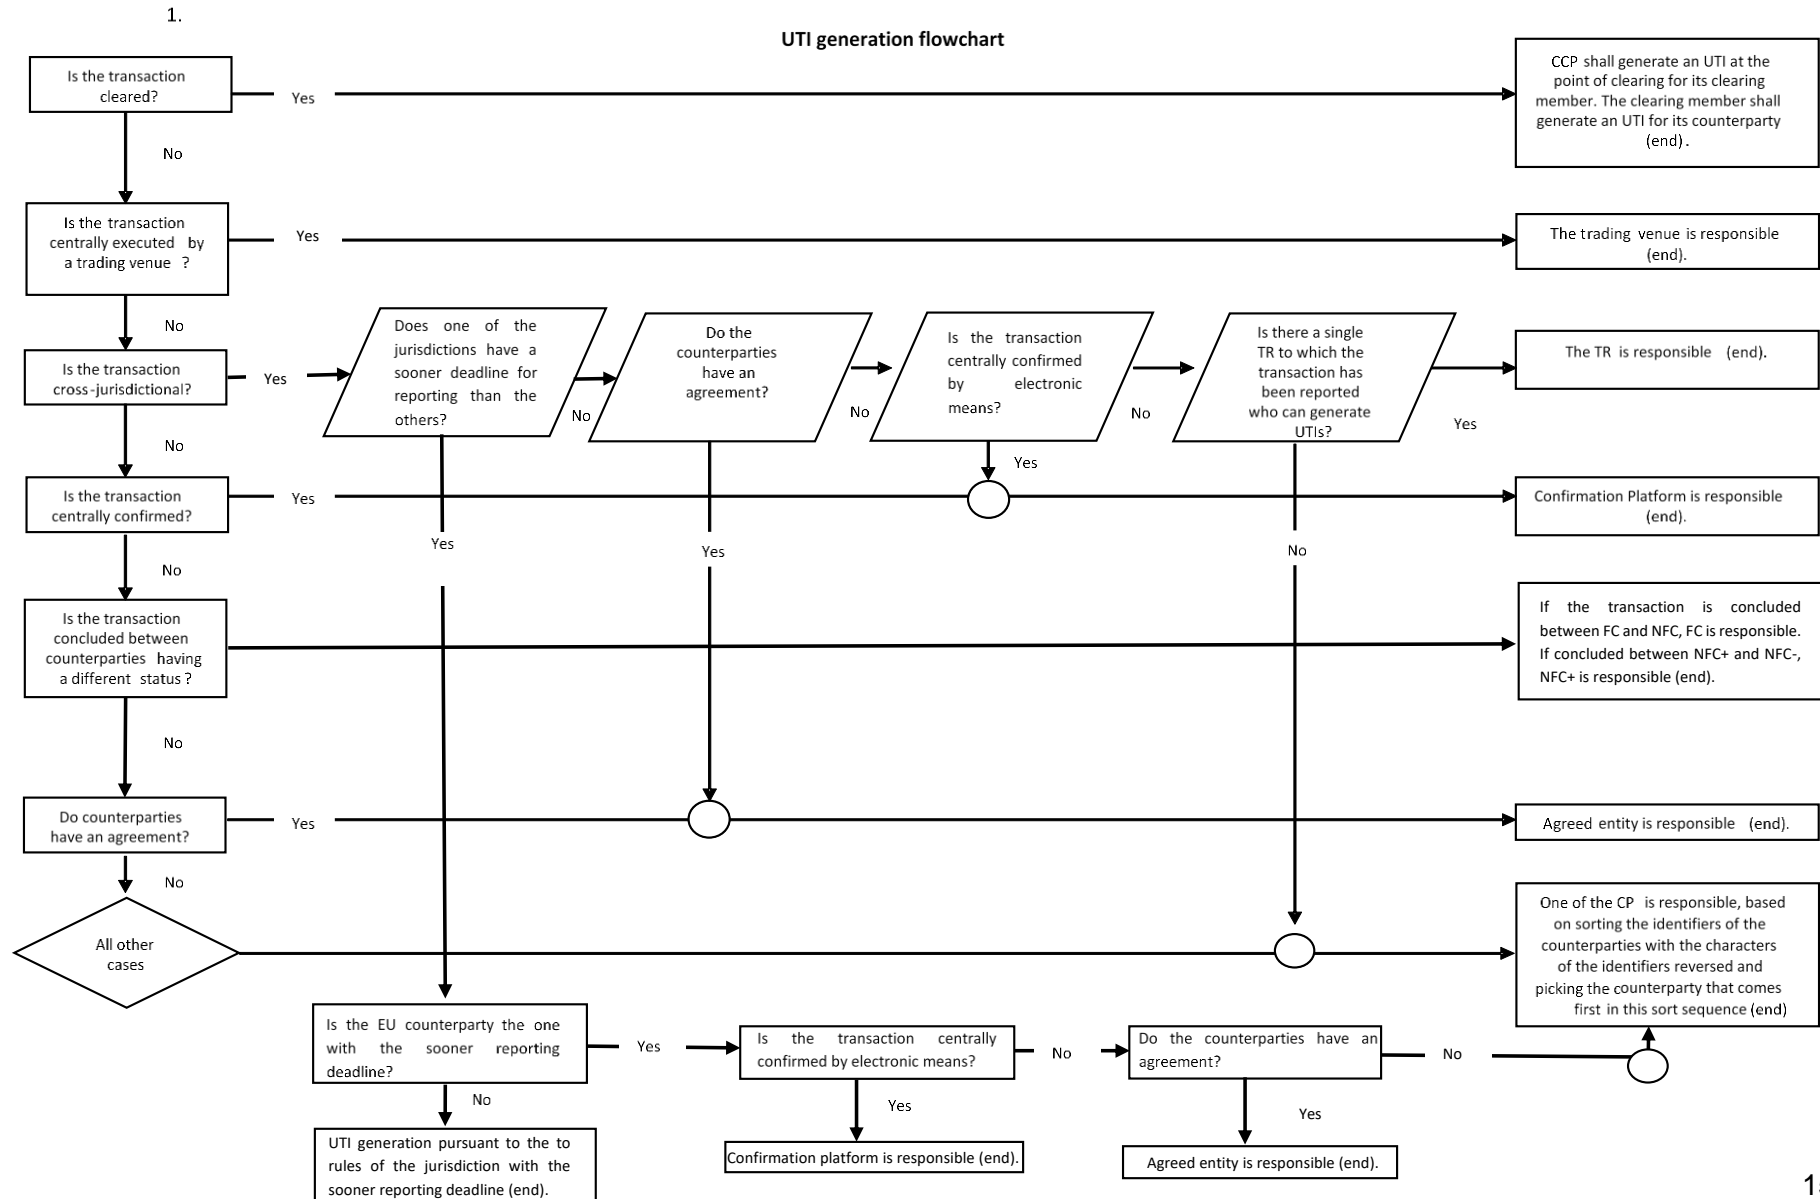 1.
UTI generation flowchart
Is the transaction
cleared?
Yes
CCP shall generate an UTI at the
point of clearing for its clearing
member. The clearing member shall
generate an UTI for its counterparty
(end).
No
Is the transaction
centrally executed by
a trading venue ?
Yes
The trading venue is responsible
(end).
No
Is the transaction
cross-jurisdictional?
Yes
Does one of the
jurisdictions have a
sooner deadline for
reporting than the
others?
No
Do the
counterparties
have an
agreement?
No
Is the transaction
centrally confirmed
by electronic
means?
No
Is there a single
TR to which the
transaction has
been reported
who can generate
UTIs?
Yes
The TR is responsible (end).
No
Yes
Is the transaction
centrally confirmed?
Yes
Confirmation Platform is responsible
(end).
Yes
Yes
No
No
Is the transaction
concluded between
counterparties having
a different status ?
If the transaction is concluded
between FC and NFC, FC is responsible.
If concluded between NFC+ and NFC-,
NFC+ is responsible (end).
No
Do counterparties
have an agreement?
Yes
Agreed entity is responsible (end).
No
All other
cases
One of the CP is responsible, based
on sorting the identifiers of the
counterparties with the characters
of the identifiers reversed and
picking the counterparty that comes
first in this sort sequence (end)
Is the EU counterparty the one
with the sooner reporting
deadline?
Yes
Is the transaction centrally
confirmed by electronic means?
No
Do the counterparties have an
agreement?
No
No
Yes
Yes
UTI generation pursuant to the to
rules of the jurisdiction with the
sooner reporting deadline (end).
Confirmation platform is responsible (end).
Agreed entity is responsible (end).